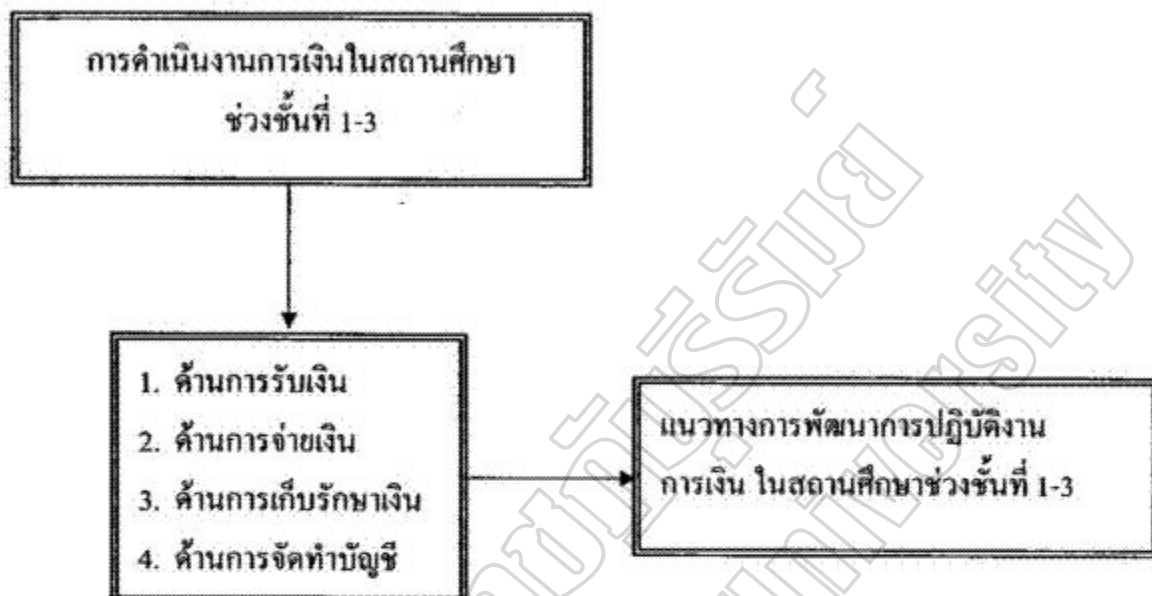 การดำเนินงานการเงินในสถานศึกษา
ช่วงชั้นที่ 1-3
1. ด้านการรับเงิน
2. ด้านการจ่ายเงิน
3. ด้านการเก็บรักษาเงิน
4. ด้านการจัดทำบัญชี
แนวทางการพัฒนาการปฏิบัติงาน
การเงิน ในสถานศึกษาช่วงชั้นที่ 1-3